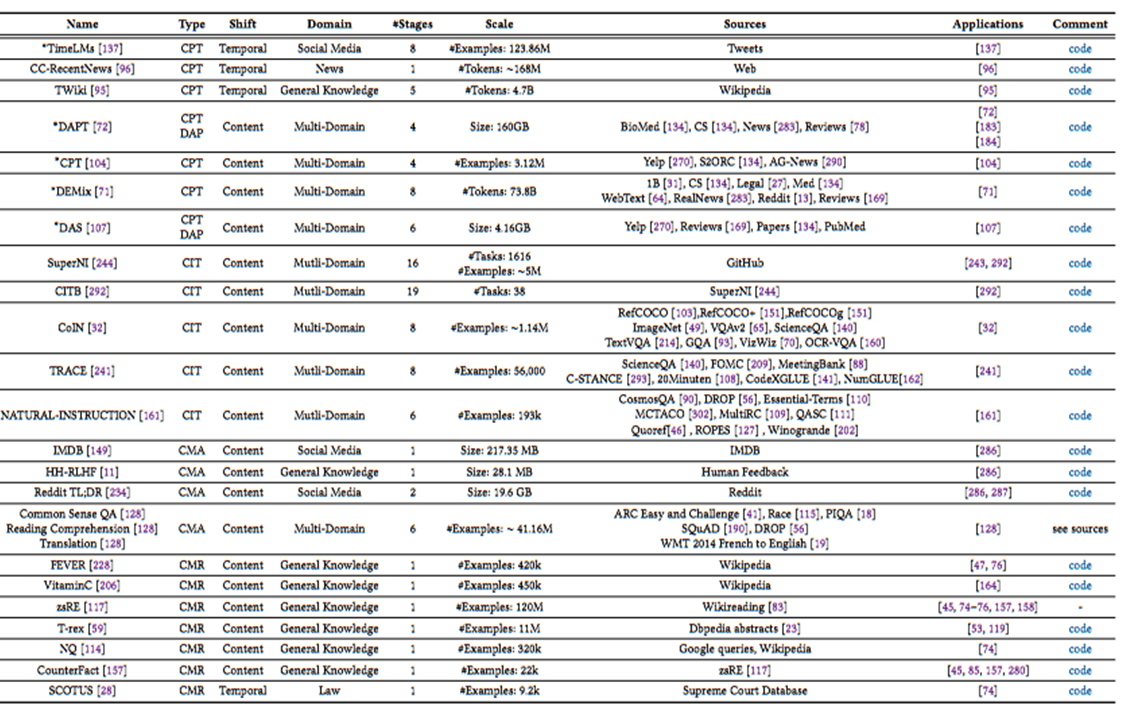 Name Type Shift Domain #Stages Scale Sources Applications Comment
*TimeLMs [137] CPT Temporal Social Media 8 #Examples: 123.86M Tweets [137] code
CC-RecentNews [96] CPT Temporal News 1 #Tokens: ~168M Web [96] code
TWiki [95] CPT Temporal General Knowledge 5 #Tokens: 4.7B Wikipedia [95] code
[72]
CPT
*DAPT [72] Content Multi-Domain 4 Size: 160GB BioMed [134], CS [134], News [283], Reviews [78] [183] code
DAP
[184]
*CPT [104] CPT Content Multi-Domain 4 #Examples: 3.12M Yelp [270], S2ORC [134], AG-News [290] [104] code
1B [31], CS [134], Legal [27], Med [134]
*DEMix [71] CPT Content Multi-Domain 8 #Tokens: 73.8B [71] code
WebText [64], RealNews [283], Reddit [13], Reviews [169]
CPT
*DAS [107] Content Multi-Domain 6 Size: 4.16GB Yelp [270], Reviews [169], Papers [134], PubMed [107] code
DAP
#Tasks: 1616
SuperNI [244] CIT Content Mutli-Domain 16 GitHub [243, 292] code
#Examples: ~5M
CITB [292] CIT Content Mutli-Domain 19 #Tasks: 38 SuperNI [244] [292] code
RefCOCO [103],RefCOCO+ [151],RefCOCOg [151]
CoIN [32] CIT Content Multi-Domain 8 #Examples: ~1.14M ImageNet [49], VQAv2 [65], ScienceQA [140] [32] code
TextVQA [214], GQA [93], VizWiz [70], OCR-VQA [160]
ScienceQA [140], FOMC [209], MeetingBank [88]
TRACE [241] CIT Content Mutli-Domain 8 #Examples: 56,000 [241] code
C-STANCE [293], 20Minuten [108], CodeXGLUE [141], NumGLUE[162]
CosmosQA [90], DROP [56], Essential-Terms [110]
NATURAL-INSTRUCTION [161] CIT Content Mutli-Domain 6 #Examples: 193k MCTACO [302], MultiRC [109], QASC [111] [161] code
Quoref[46] , ROPES [127] , Winogrande [202]
IMDB [149] CMA Content Social Media 1 Size: 217.35 MB IMDB [286] code
HH-RLHF [11] CMA Content General Knowledge 1 Size: 28.1 MB Human Feedback [286] code
Reddit TL;DR [234] CMA Content Social Media 2 Size: 19.6 GB Reddit [286, 287] code
Common Sense QA [128] ARC Easy and Challenge [41], Race [115], PIQA [18]
Reading Comprehension [128] CMA Content Multi-Domain 6 #Examples: ~ 41.16M SQuAD [190], DROP [56] [128] see sources
Translation [128] WMT 2014 French to English [19]
FEVER [228] CMR Content General Knowledge 1 #Examples: 420k Wikipedia [47, 76] code
VitaminC [206] CMR Content General Knowledge 1 #Examples: 450k Wikipedia [164] code
zsRE [117] CMR Content General Knowledge 1 #Examples: 120M Wikireading [83] [45, 74–76, 157, 158] -
T-rex [59] CMR Content General Knowledge 1 #Examples: 11M Dbpedia abstracts [23] [53, 119] code
NQ [114] CMR Content General Knowledge 1 #Examples: 320k Google queries, Wikipedia [74] code
CounterFact [157] CMR Content General Knowledge 1 #Examples: 22k zsRE [117] [45, 85, 157, 280] code
SCOTUS [28] CMR Temporal Law 1 #Examples: 9.2k Supreme Court Database [74] code